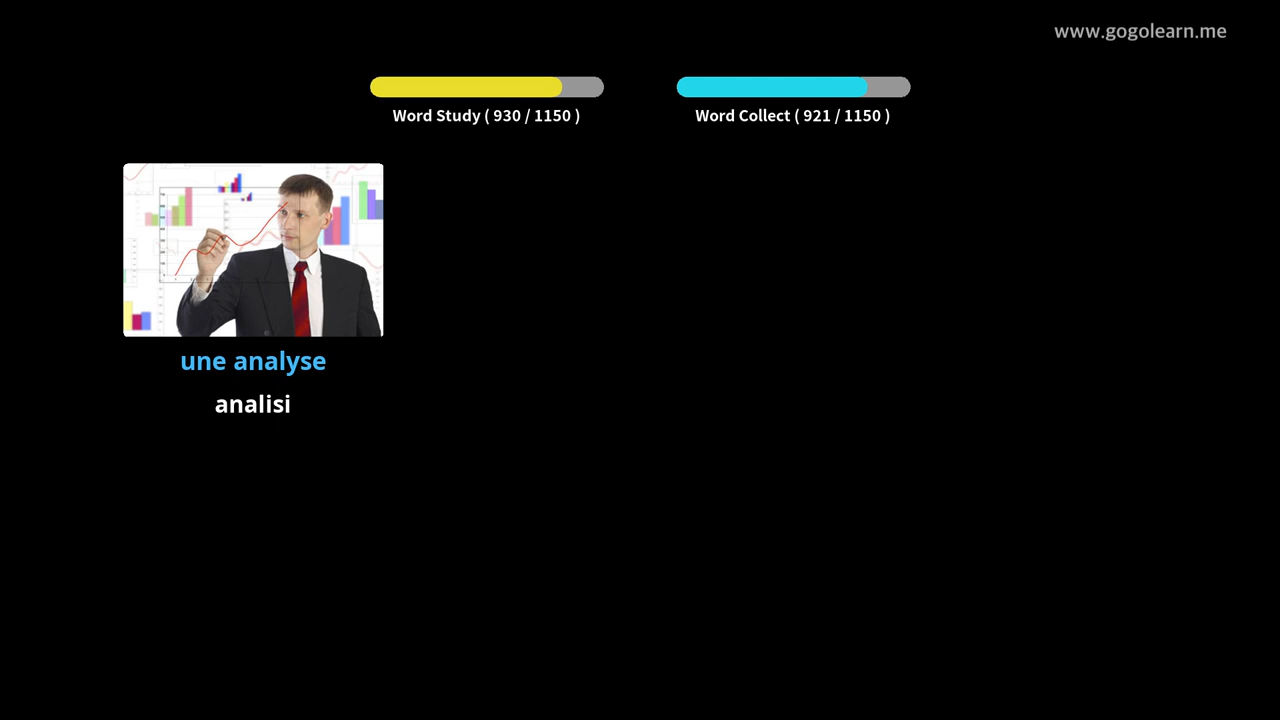 www.gogolearn.me
Word Study ( 930 / 1150 )
Word Collect ( 921 / 1150 )
une analyse
analisi